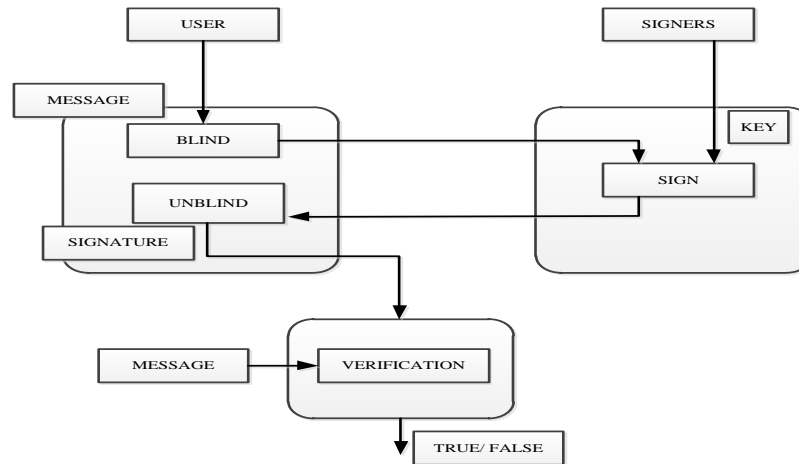 USER
SIGNERS
MESSAGE
KEY
BLIND
SIGN
UNBLIND
SIGNATURE
MESSAGE
VERIFICATION
TRUE/ FALSE